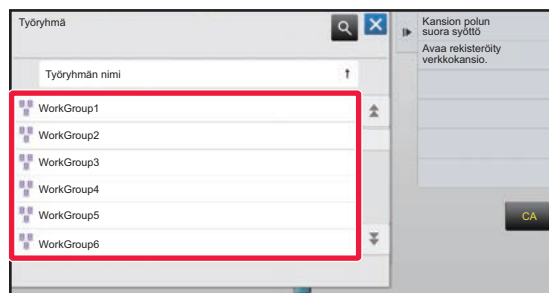 Työryhmä
Työryhmän nimi
WorkGroup1
WorkGroup2
WorkGroup3
WorkGroup4
WorkGroup5
WorkGroup6
Kansion polun
suora syöttö
Avaa rekisteröity
verkkokansio.
CA